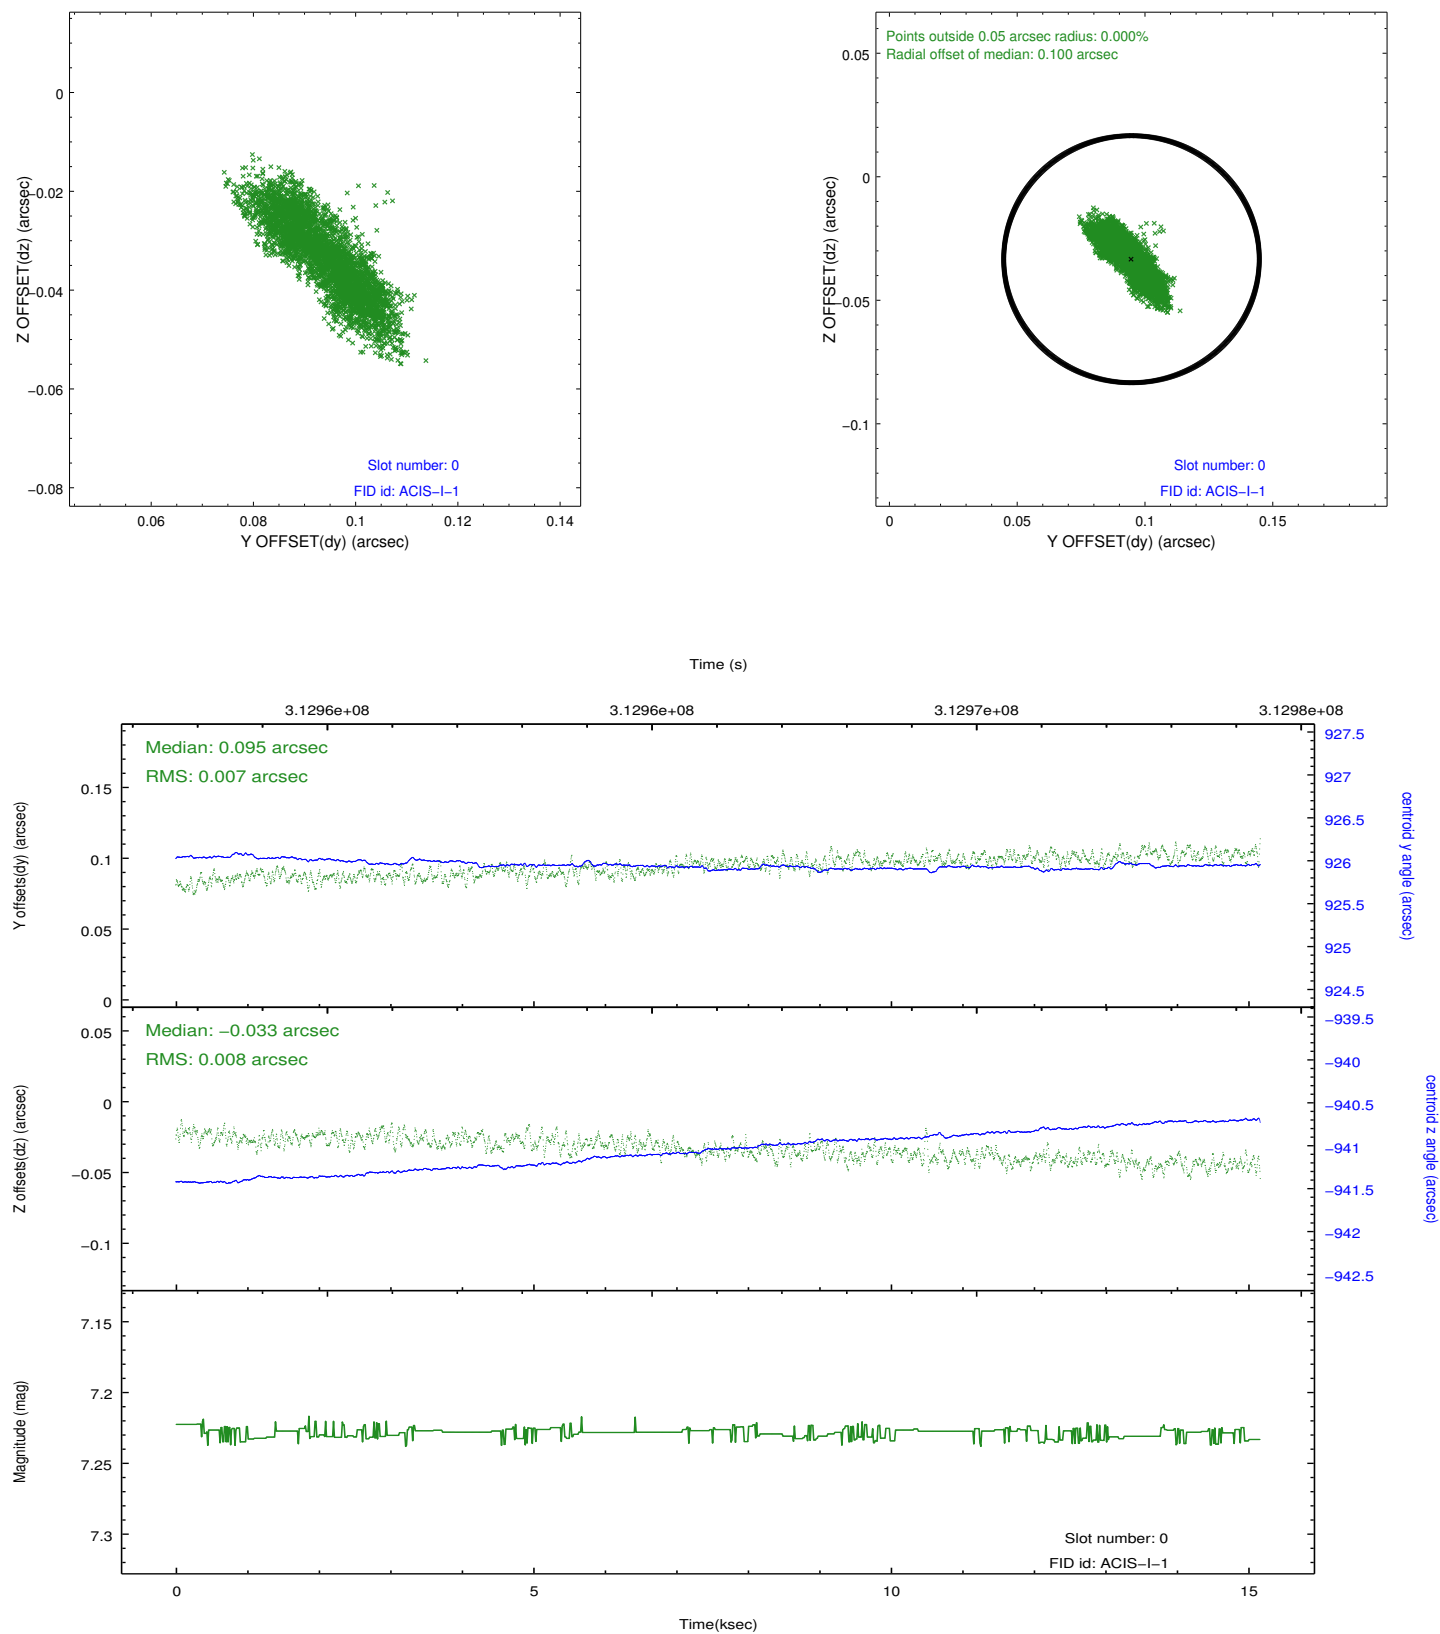 0
−0.02
−0.04
−0.06
−0.08
Z OFFSET(dz) (arcsec)
0.06
0.08
0.1
0.12
0.14
Y OFFSET(dy) (arcsec)
Slot number: 0
FID id: ACIS−I−1
Points outside 0.05 arcsec radius: 0.000%
Radial offset of median: 0.100 arcsec
0.05
0
−0.05
−0.1
Z OFFSET(dz) (arcsec)
0
0.05
0.1
0.15
Y OFFSET(dy) (arcsec)
Slot number: 0
FID id: ACIS−I−1
Time (s)
3.1296e+08
3.1296e+08
3.1297e+08
3.1298e+08
Median: 0.095 arcsec
RMS: 0.007 arcsec
0.15
0.1
0.05
0
Y offsets(dy) (arcsec)
927.5
927
926.5
926
925.5
925
924.5
centroid y angle (arcsec)
Median: −0.033 arcsec
RMS: 0.008 arcsec
0.05
0
−0.05
−0.1
Z offsets(dz) (arcsec)
−939.5
−940
−940.5
−941
−941.5
−942
−942.5
centroid z angle (arcsec)
7.15
7.2
7.25
7.3
Magnitude (mag)
Slot number: 0
FID id: ACIS−I−1
0
5
10
15
Time(ksec)